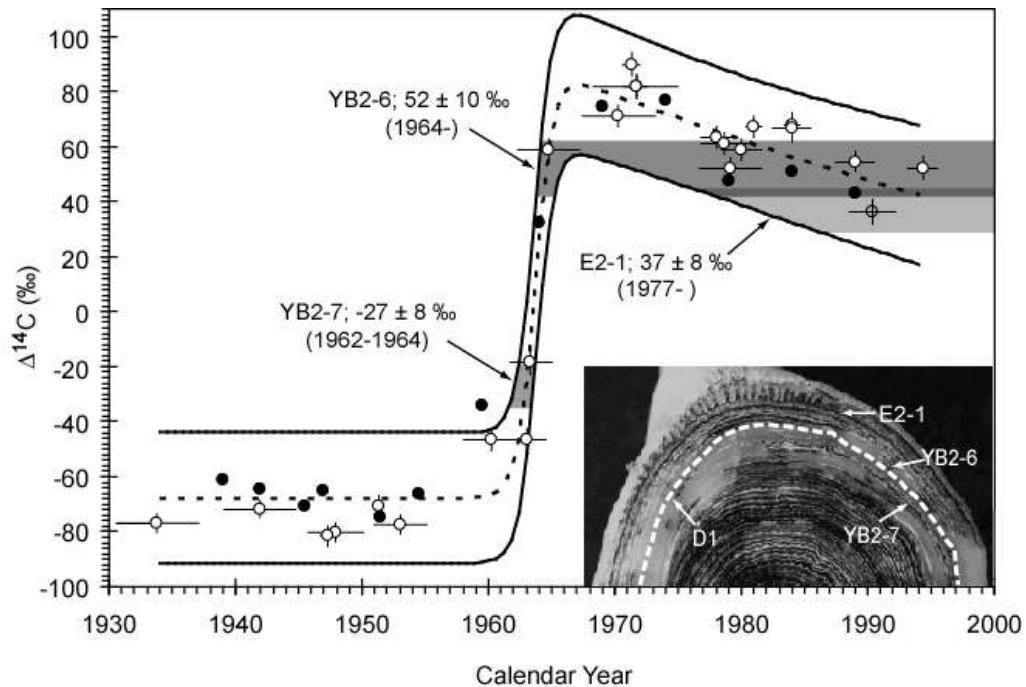 100
80
60
40
20
0
-20
-40
-60
-80
-100
Δ14C (‰)
YB2-6; 52 ± 10 ‰
(1964-)
E2-1; 37 ± 8 ‰
(1977- )
YB2-7; -27 ± 8 ‰
(1962-1964)
E2-1
YB2-6
YB2-7
D1
1930 1940 1950 1960 1970 1980 1990 2000
Calendar Year